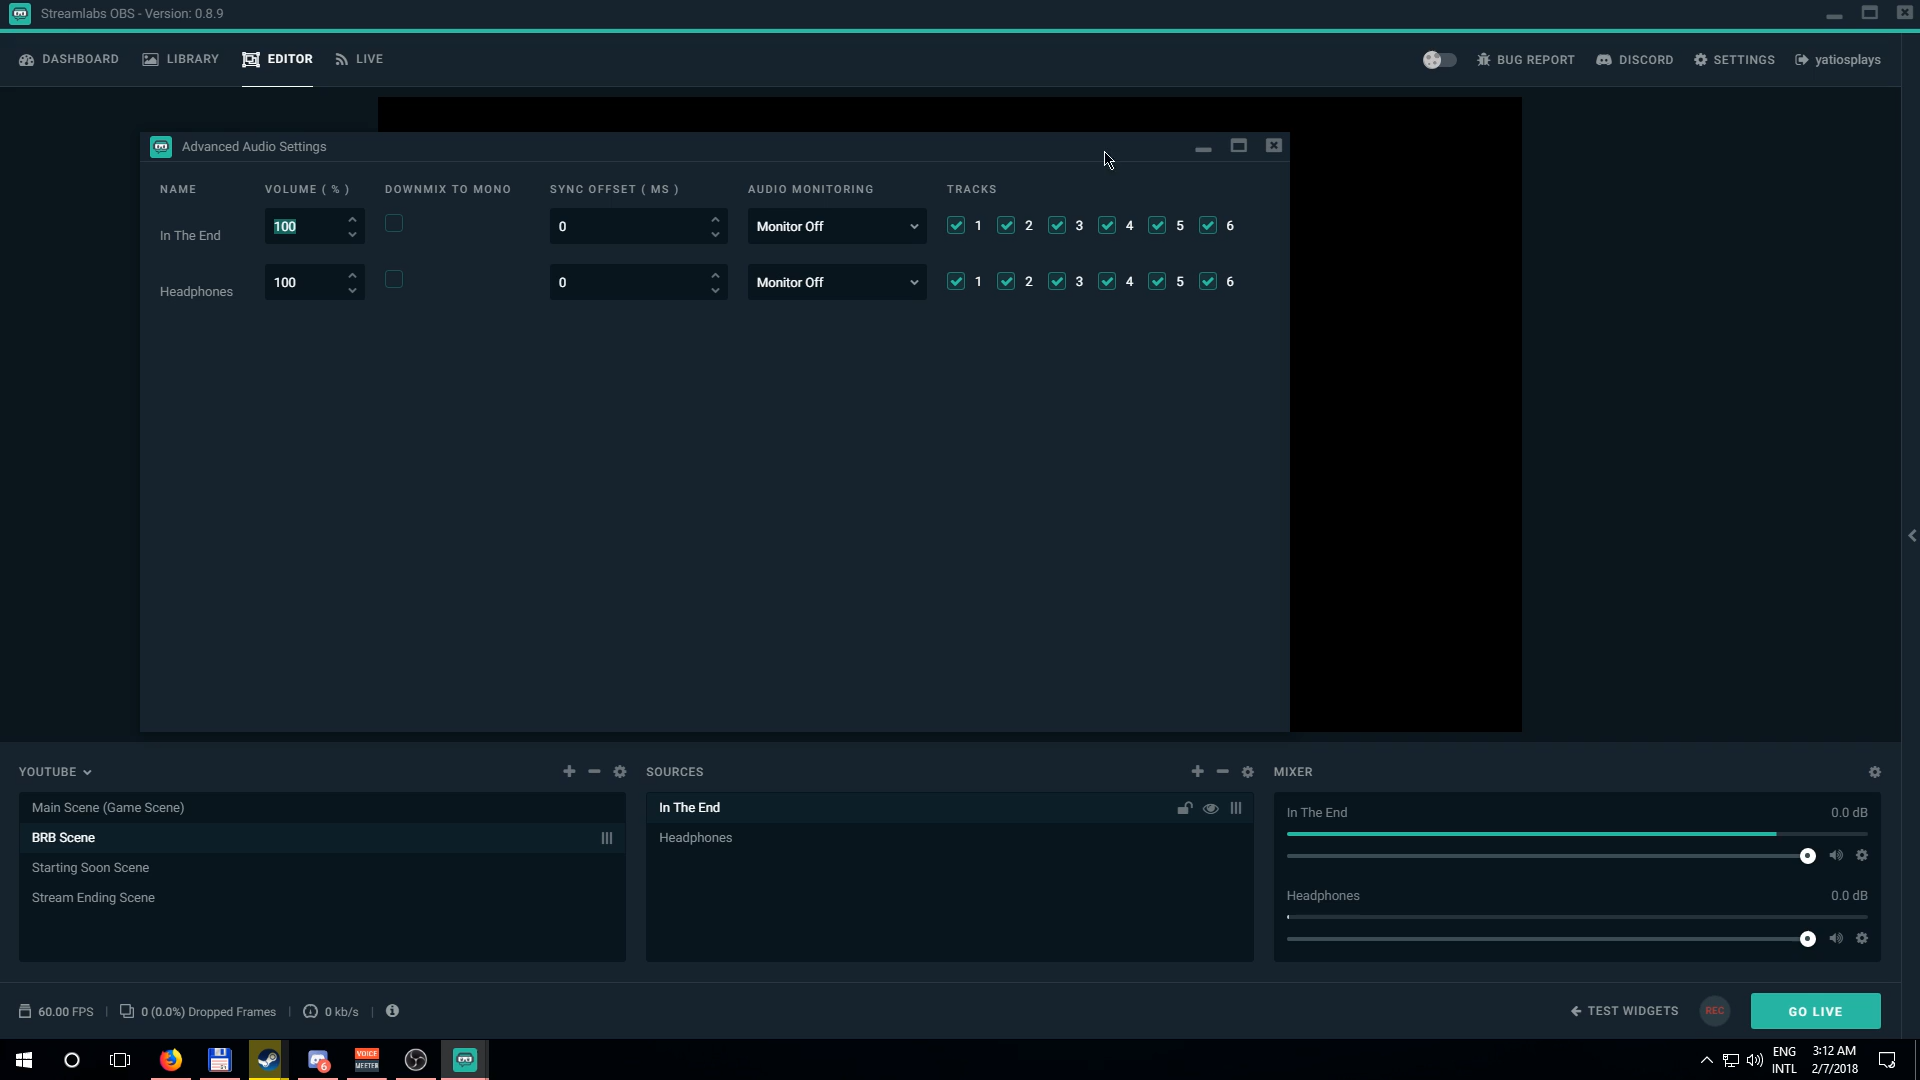 Streamlabs OBS - Version: 0.8.9
DASHBOARD LIBRARY EDITOR LIVE BUG REPORT DISCORD SETTINGS yatiosplays
Advanced Audio Settings
NAME VOLUME ( % ) DOWNMIX TO MONO SYNC OFFSET ( MS ) AUDIO MONITORING TRACKS
In The End 100 0 Monitor Off 1 2 3 4 5 6
Headphones 100 0 Monitor Off 1 2 3 4 5 6
YOUTUBE SOURCES MIXER
Main Scene (Game Scene)
BRB Scene
Starting Soon Scene
Stream Ending Scene
In The End
Headphones
In The End 0.0 dB
Headphones 0.0 dB
60.00 FPS 0 (0.0%) Dropped Frames 0 kb/s TEST WIDGETS REC GO LIVE
6
VOICE
MEETER
ENG
INTL
3:12 AM
2/7/2018